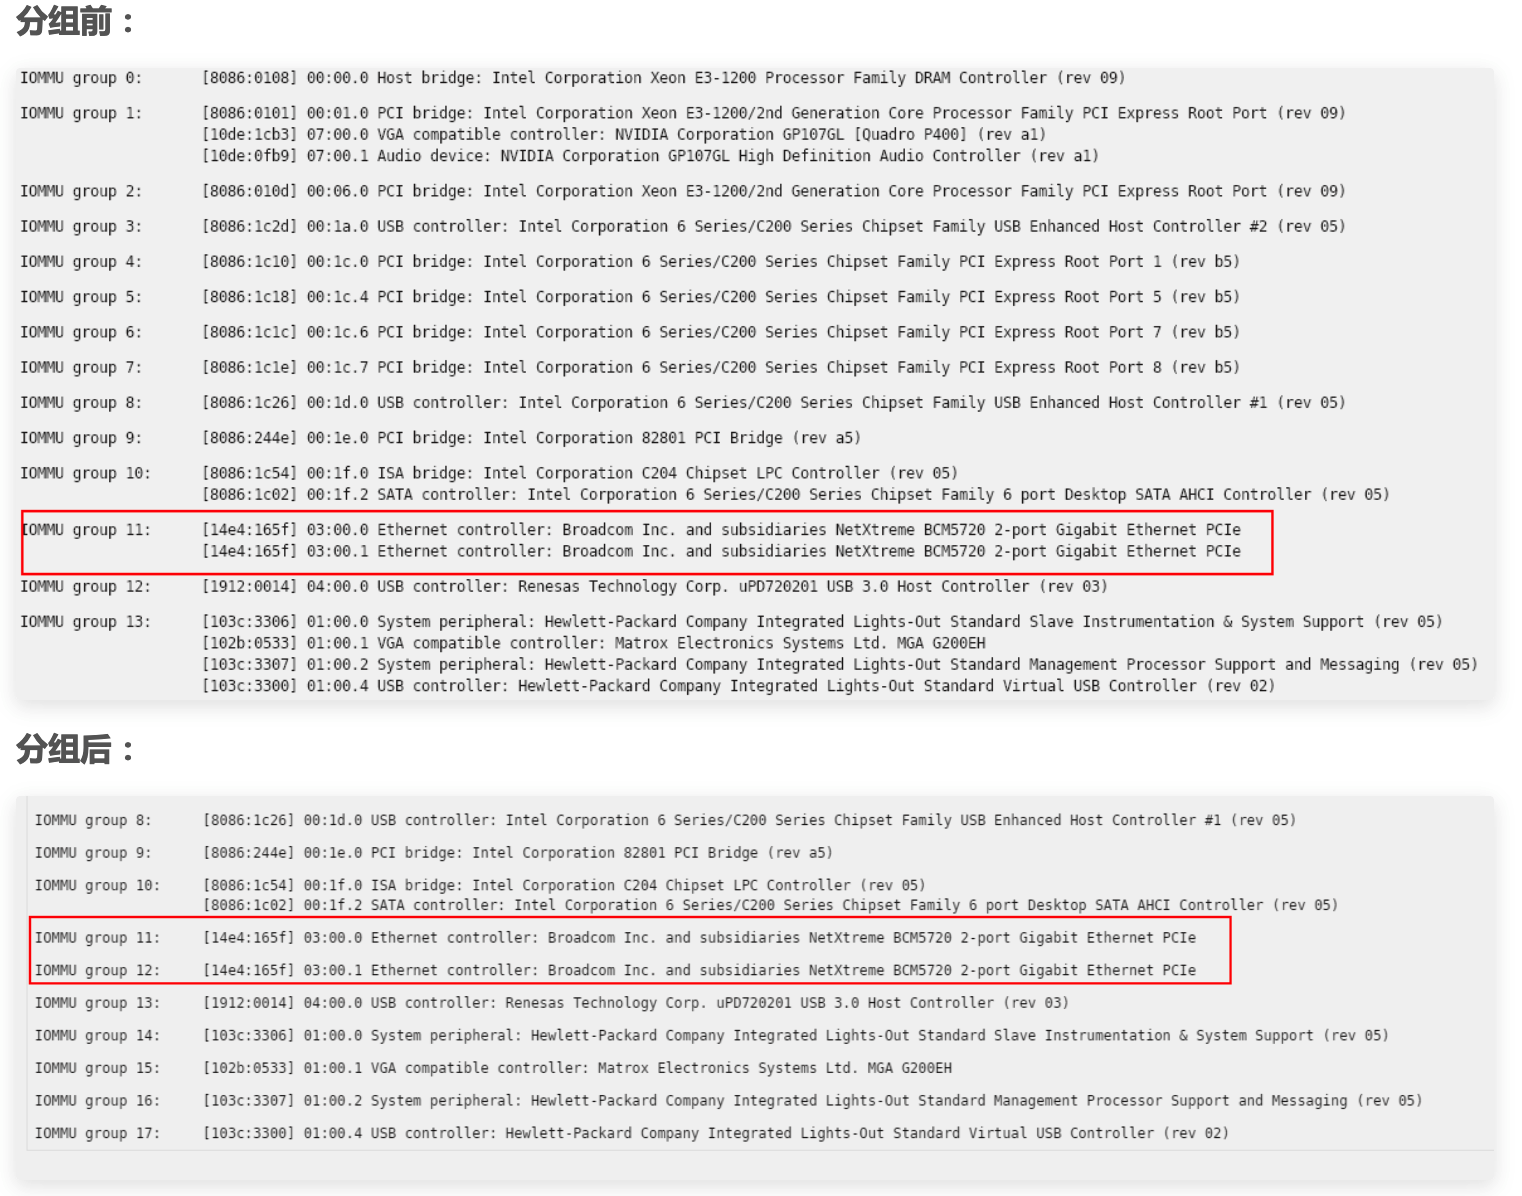 分组前：
IOMMU group 0: [8086:0108] 00:00.0 Host bridge: Intel Corporation Xeon E3-1200 Processor Family DRAM Controller (rev 09)
IOMMU group 1: [8086:0101] 00:01.0 PCI bridge: Intel Corporation Xeon E3-1200/2nd Generation Core Processor Family PCI Express Root Port (rev 09)
[10de:1cb3] 07:00.0 VGA compatible controller: NVIDIA Corporation GP107GL [Quadro P400] (rev a1)
[10de:0fb9] 07:00.1 Audio device: NVIDIA Corporation GP107GL High Definition Audio Controller (rev a1)
IOMMU group 2: [8086:010d] 00:06.0 PCI bridge: Intel Corporation Xeon E3-1200/2nd Generation Core Processor Family PCI Express Root Port (rev 09)
IOMMU group 3: [8086:1c2d] 00:1a.0 USB controller: Intel Corporation 6 Series/C200 Series Chipset Family USB Enhanced Host Controller #2 (rev 05)
IOMMU group 4: [8086:1c10] 00:1c.0 PCI bridge: Intel Corporation 6 Series/C200 Series Chipset Family PCI Express Root Port 1 (rev b5)
IOMMU group 5: [8086:1c18] 00:1c.4 PCI bridge: Intel Corporation 6 Series/C200 Series Chipset Family PCI Express Root Port 5 (rev b5)
IOMMU group 6: [8086:1c1c] 00:1c.6 PCI bridge: Intel Corporation 6 Series/C200 Series Chipset Family PCI Express Root Port 7 (rev b5)
IOMMU group 7: [8086:1c1e] 00:1c.7 PCI bridge: Intel Corporation 6 Series/C200 Series Chipset Family PCI Express Root Port 8 (rev b5)
IOMMU group 8: [8086:1c26] 00:1d.0 USB controller: Intel Corporation 6 Series/C200 Series Chipset Family USB Enhanced Host Controller #1 (rev 05)
IOMMU group 9: [8086:244e] 00:1e.0 PCI bridge: Intel Corporation 82801 PCI Bridge (rev a5)
IOMMU group 10: [8086:1c54] 00:1f.0 ISA bridge: Intel Corporation C204 Chipset LPC Controller (rev 05)
[8086:1c02] 00:1f.2 SATA controller: Intel Corporation 6 Series/C200 Series Chipset Family 6 port Desktop SATA AHCI Controller (rev 05)
IOMMU group 11: [14e4:165f] 03:00.0 Ethernet controller: Broadcom Inc. and subsidiaries NetXtreme BCM5720 2-port Gigabit Ethernet PCIe
[14e4:165f] 03:00.1 Ethernet controller: Broadcom Inc. and subsidiaries NetXtreme BCM5720 2-port Gigabit Ethernet PCIe
IOMMU group 12: [1912:0014] 04:00.0 USB controller: Renesas Technology Corp. uPD720201 USB 3.0 Host Controller (rev 03)
IOMMU group 13: [103c:3306] 01:00.0 System peripheral: Hewlett-Packard Company Integrated Lights-Out Standard Slave Instrumentation & System Support (rev 05)
[102b:0533] 01:00.1 VGA compatible controller: Matrox Electronics Systems Ltd. MGA G200EH
[103c:3307] 01:00.2 System peripheral: Hewlett-Packard Company Integrated Lights-Out Standard Management Processor Support and Messaging (rev 05)
[103c:3300] 01:00.4 USB controller: Hewlett-Packard Company Integrated Lights-Out Standard Virtual USB Controller (rev 02)
分组后：
IOMMU group 8: [8086:1c26] 00:1d.0 USB controller: Intel Corporation 6 Series/C200 Series Chipset Family USB Enhanced Host Controller #1 (rev 05)
IOMMU group 9: [8086:244e] 00:1e.0 PCI bridge: Intel Corporation 82801 PCI Bridge (rev a5)
IOMMU group 10: [8086:1c54] 00:1f.0 ISA bridge: Intel Corporation C204 Chipset LPC Controller (rev 05)
[8086:1c02] 00:1f.2 SATA controller: Intel Corporation 6 Series/C200 Series Chipset Family 6 port Desktop SATA AHCI Controller (rev 05)
IOMMU group 11: [14e4:165f] 03:00.0 Ethernet controller: Broadcom Inc. and subsidiaries NetXtreme BCM5720 2-port Gigabit Ethernet PCIe
IOMMU group 12: [14e4:165f] 03:00.1 Ethernet controller: Broadcom Inc. and subsidiaries NetXtreme BCM5720 2-port Gigabit Ethernet PCIe
IOMMU group 13: [1912:0014] 04:00.0 USB controller: Renesas Technology Corp. uPD720201 USB 3.0 Host Controller (rev 03)
IOMMU group 14: [103c:3306] 01:00.0 System peripheral: Hewlett-Packard Company Integrated Lights-Out Standard Slave Instrumentation & System Support (rev 05)
IOMMU group 15: [102b:0533] 01:00.1 VGA compatible controller: Matrox Electronics Systems Ltd. MGA G200EH
IOMMU group 16: [103c:3307] 01:00.2 System peripheral: Hewlett-Packard Company Integrated Lights-Out Standard Management Processor Support and Messaging (rev 05)
IOMMU group 17: [103c:3300] 01:00.4 USB controller: Hewlett-Packard Company Integrated Lights-Out Standard Virtual USB Controller (rev 02)